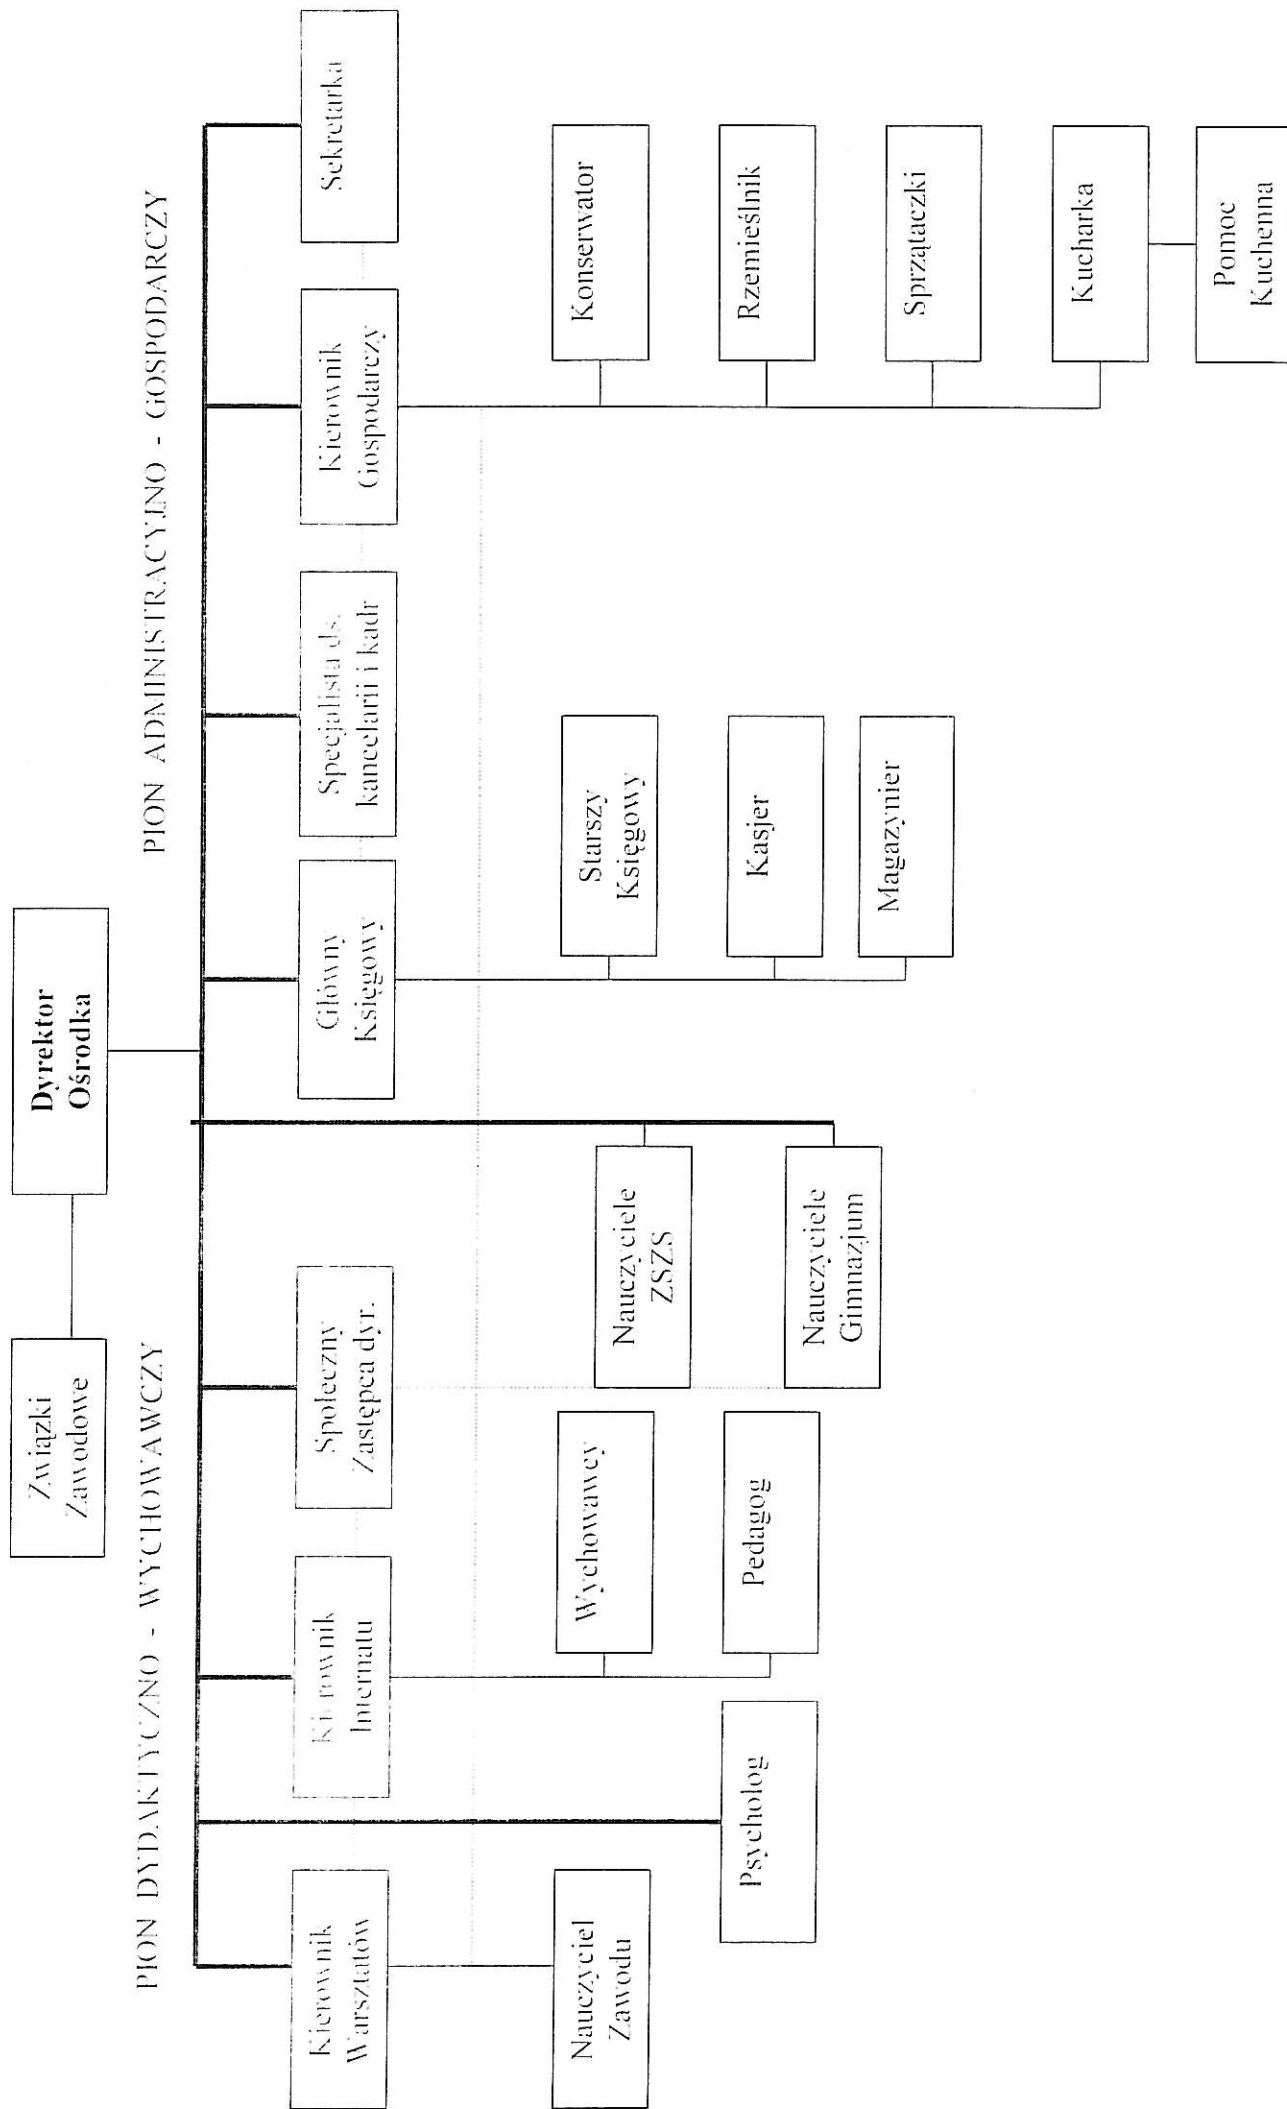 Związki
Zawodowe
Dyrektor
Ośrodka
PION DYDAKTYCZNO - WYCHOWAWCZY
PION ADMINISTRACYJNO - GOSPODARCZY
Kierownik
Warsztatów
Kierownik
Internatu
Społeczny
Zastępca dyr.
Główny
Księgowy
Specjalista ds.
kancelarii i kadr
Kierownik
Gospodarczy
Sekretarka
Nauczyciel
Zawodu
Psycholog
Wychowawcy
Pedagog
Nauczyciele
ZSZS
Nauczyciele
Gimnazjum
Starszy
Księgowy
Kasjer
Magazynier
Konserwator
Rzemieślnik
Sprzątaczki
Kucharka
Pomoc
Kuchenna